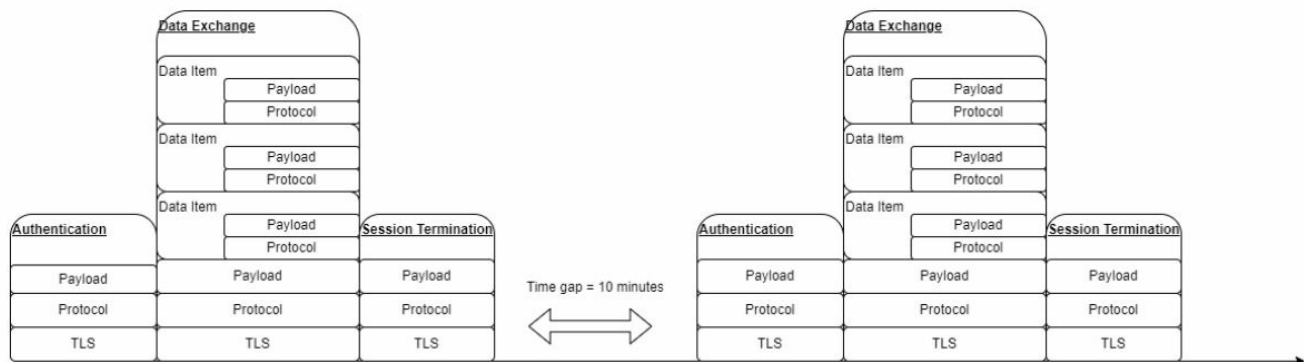 Data Exchange
Data Item
Payload
Protocol
Data Item
Payload
Protocol
Data Item
Payload
Protocol
Authentication
Session Termination
Payload
Payload
Payload
Protocol
Protocol
Protocol
TLS
TLS
TLS
Time gap = 10 minutes
Data Exchange
Data Item
Payload
Protocol
Data Item
Payload
Protocol
Data Item
Payload
Protocol
Authentication
Session Termination
Payload
Payload
Payload
Protocol
Protocol
Protocol
TLS
TLS
TLS